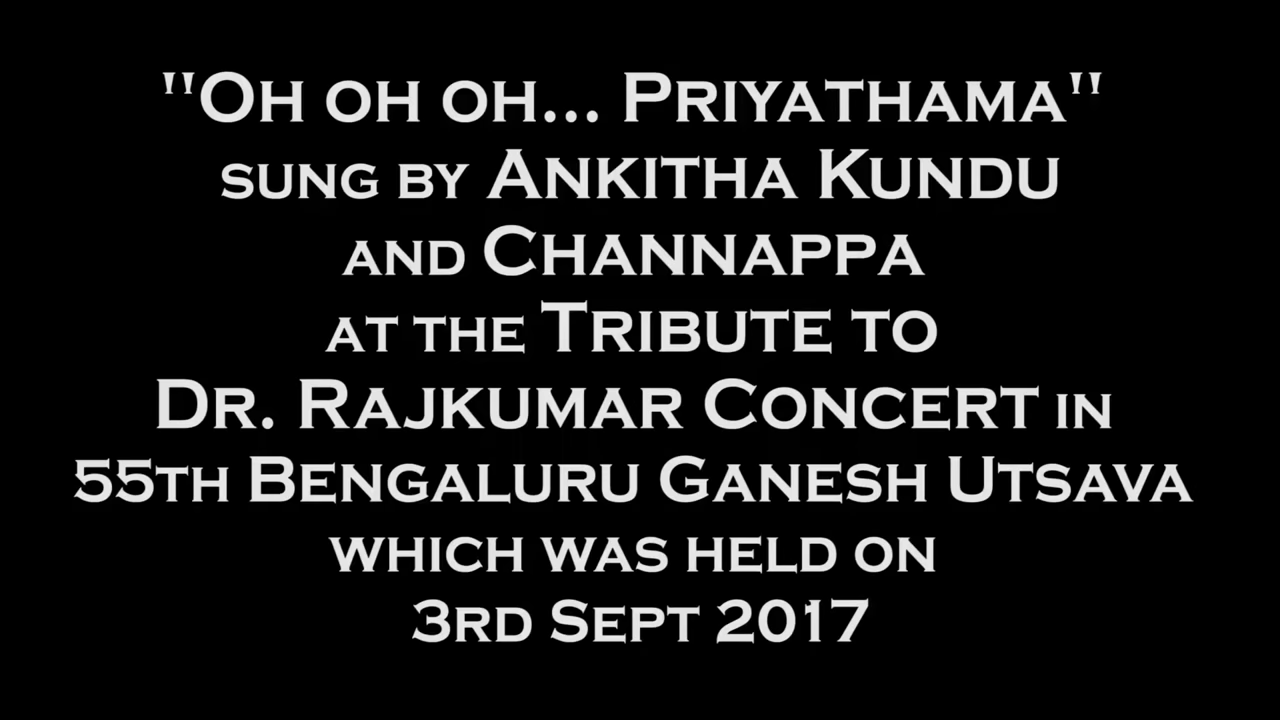 "Oh oh oh... Priyathama"
sung by Ankitha Kundu
and Channappa
at the Tribute to
Dr. Rajkumar Concert in
55th Bengaluru Ganesh Utsava
which was held on
3rd Sept 2017